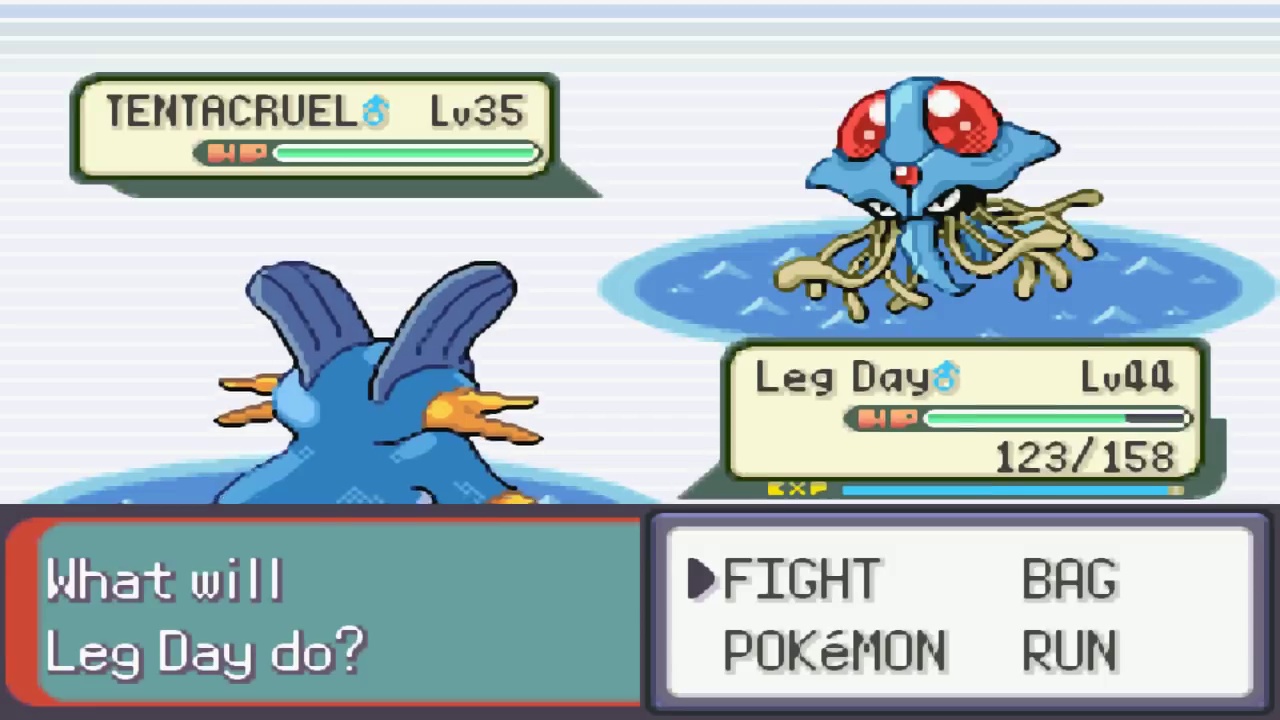 TENTACRUEL♂ Lv35
HP
Leg Day♂ Lv44
HP
123/158
EXP
What will
Leg Day do?
▶FIGHT BAG
POKéMON RUN